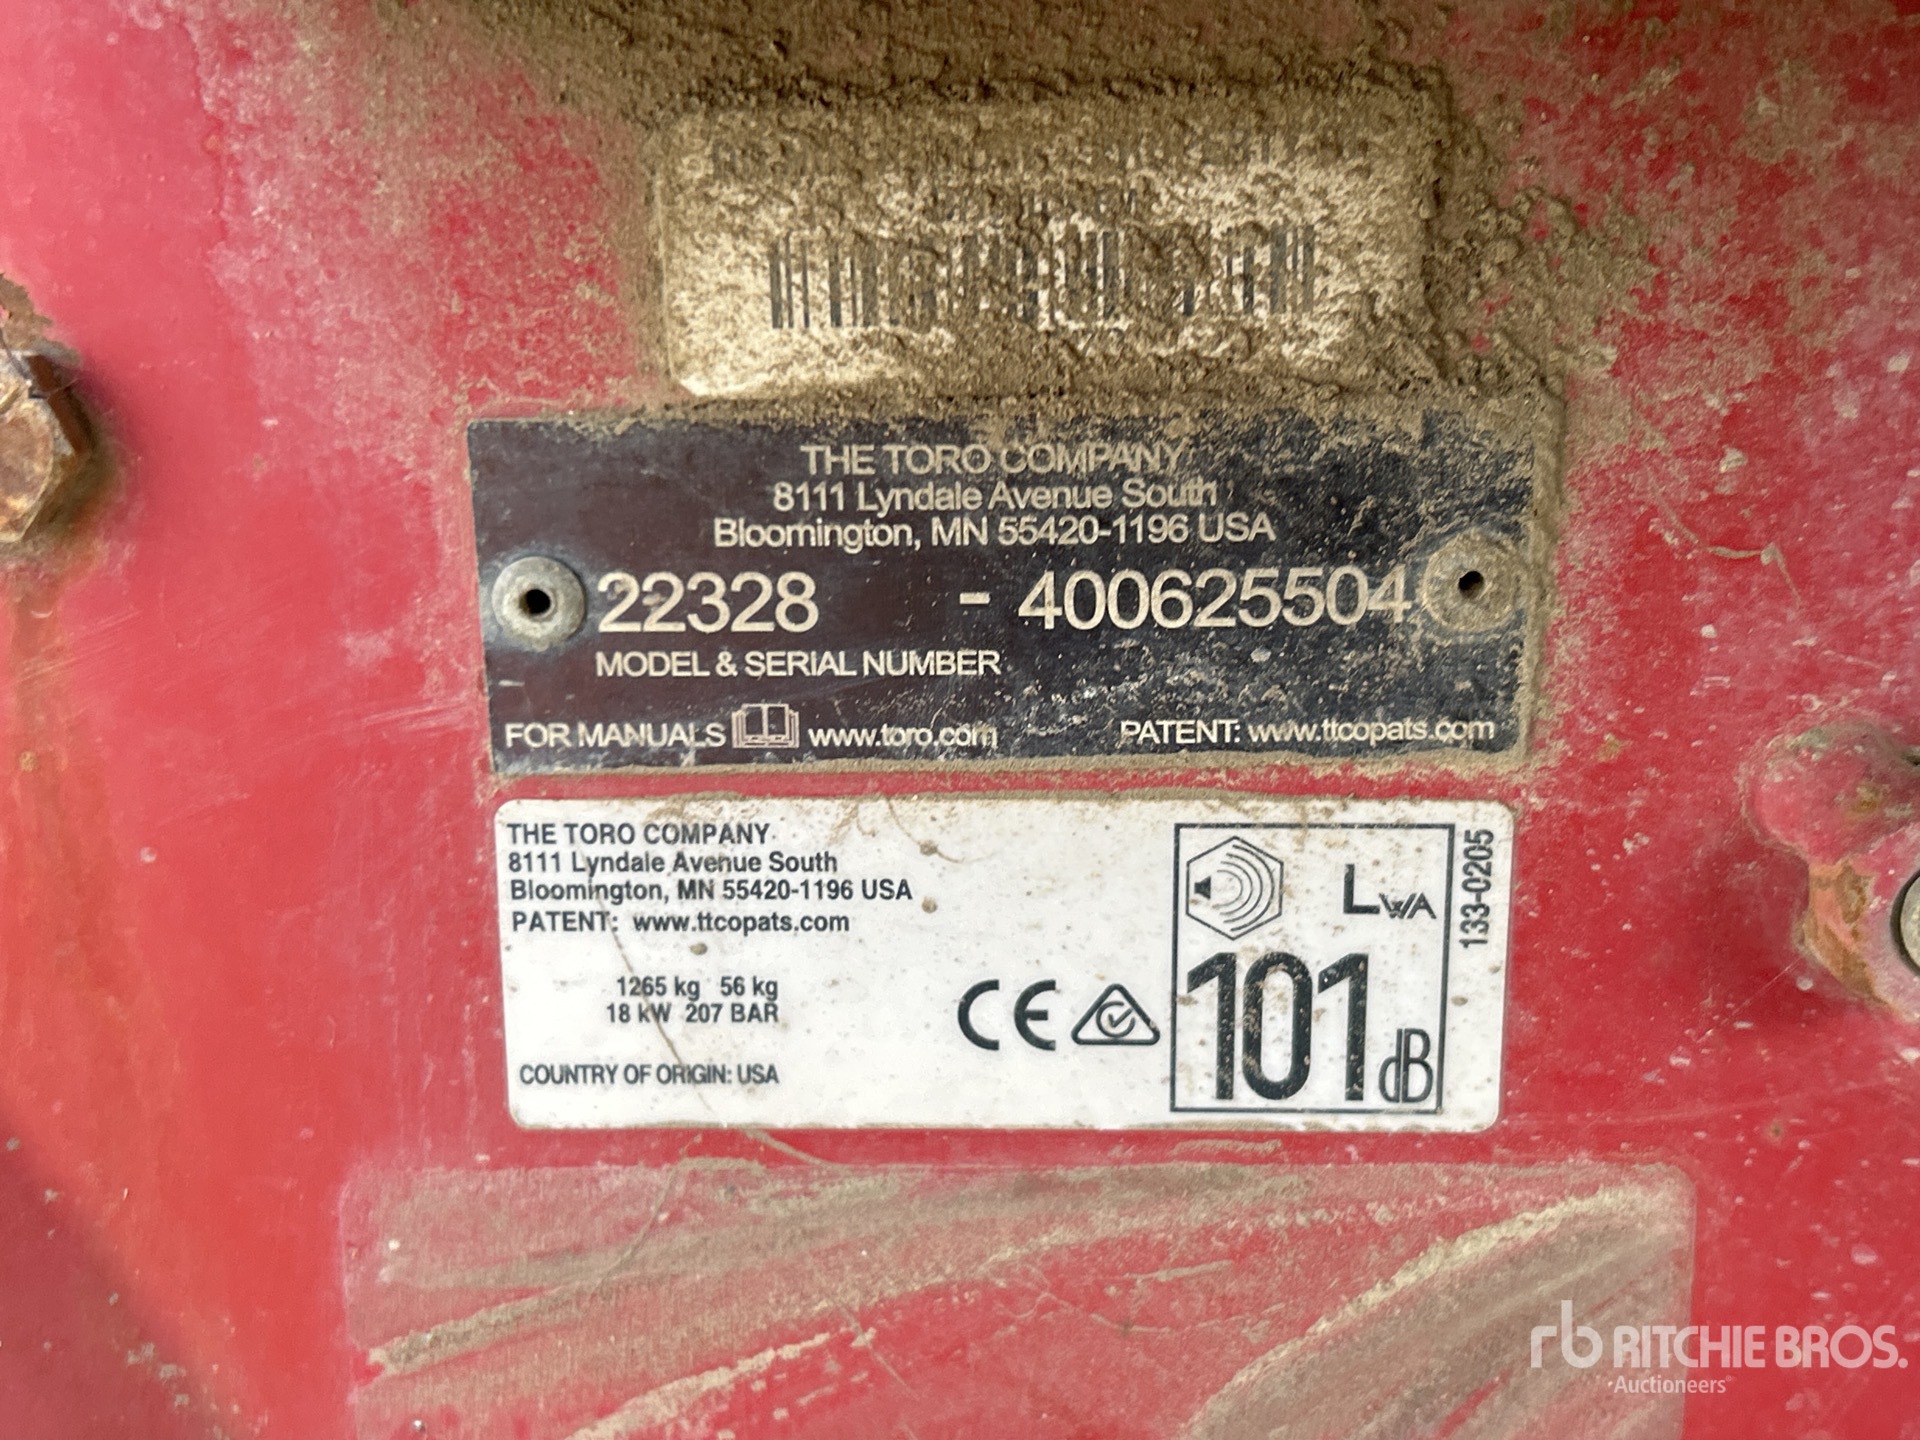 THE TORO COMPANY
8111 Lyndale Avenue South
Bloomington, MN 55420-1196 USA
22328 - 400625504
MODEL & SERIAL NUMBER
FOR MANUALS www.toro.com PATENT: www.ttcopats.com
THE TORO COMPANY
8111 Lyndale Avenue South
Bloomington, MN 55420-1196 USA
PATENT: www.ttcopats.com
1265 kg 56 kg
18 kW 207 BAR
COUNTRY OF ORIGIN: USA
CE
LWA
101 dB
133-0205
rb RITCHIE BROS.
Auctioneers